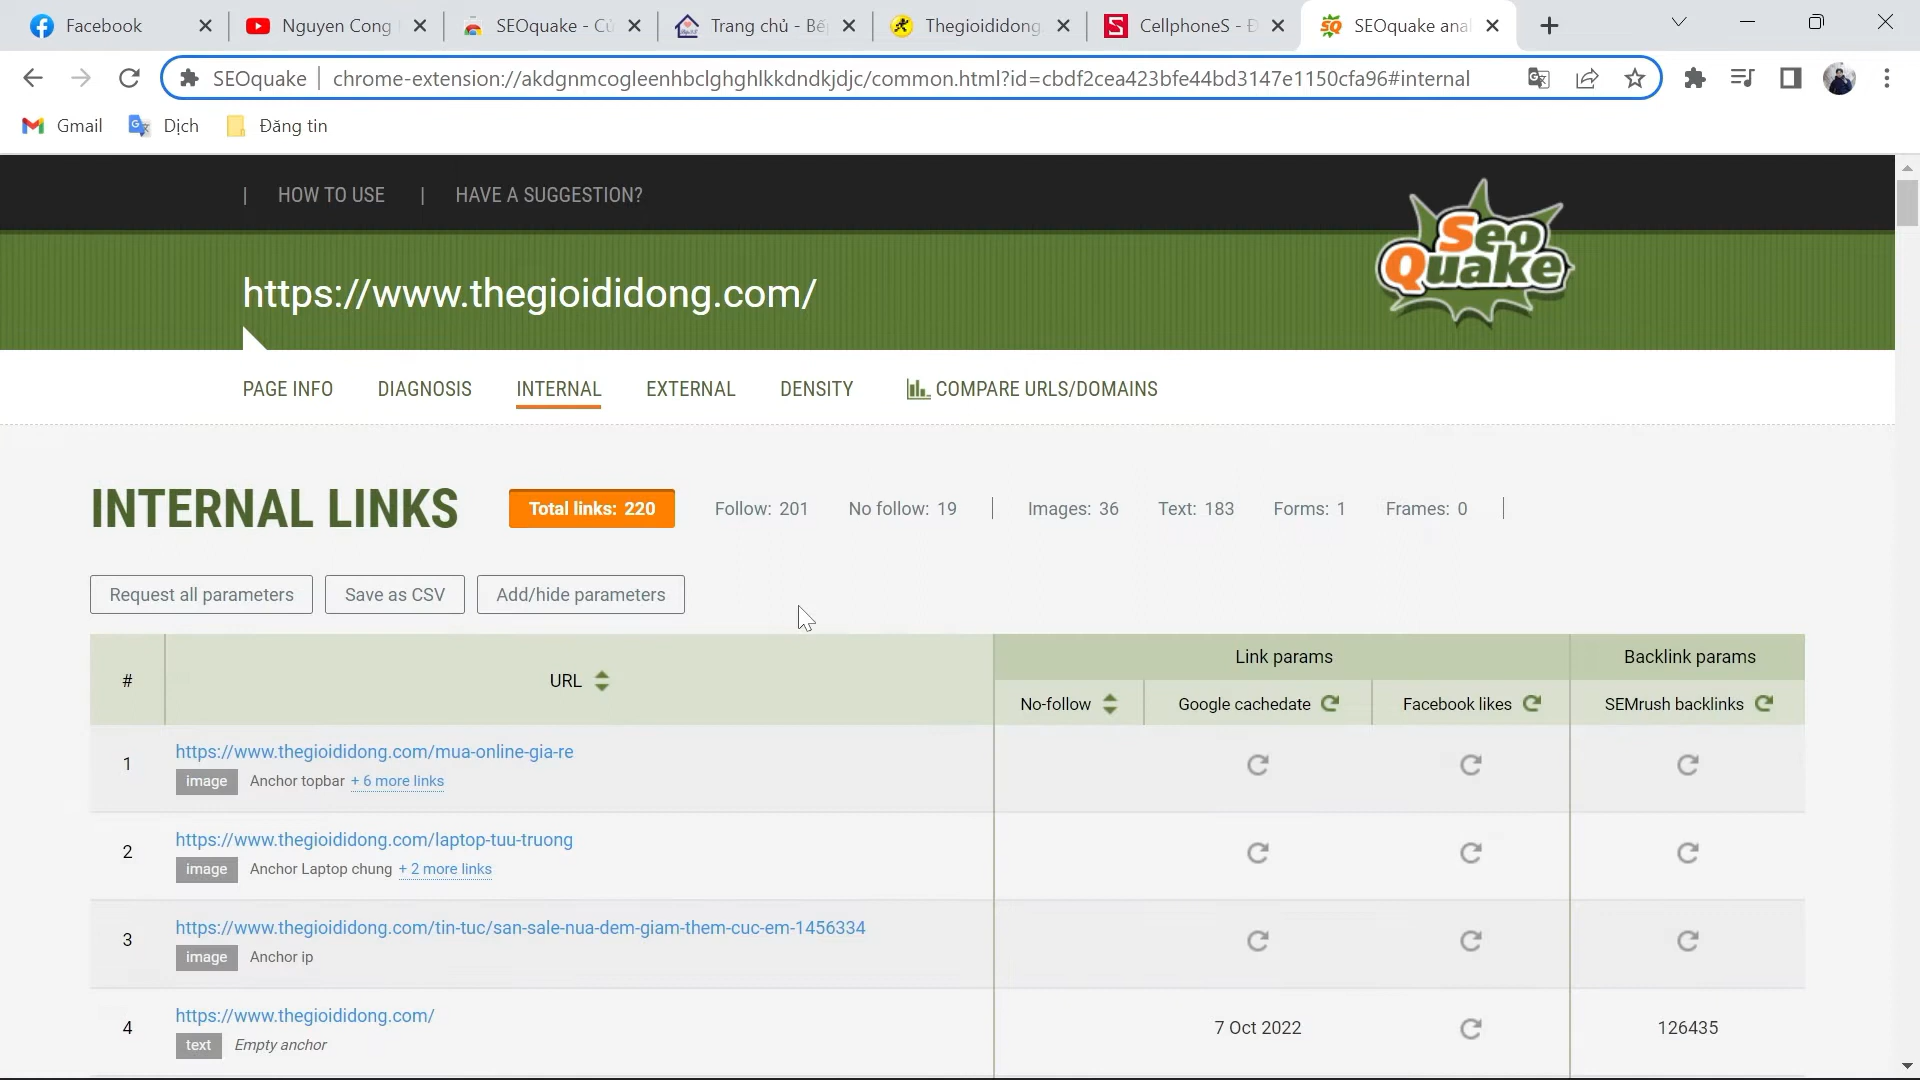 Facebook
Nguyen Cong
SEOquake - Cử
Trang chủ - Bế
Thegioididong
CellphoneS - Đ
SEOquake ana
SEOquake
chrome-extension://akdgnmcogleenhbclghghlkkdndkjdjc/common.html?id=cbdf2cea423bfe44bd3147e1150cfa96#internal
Gmail
Dịch
Đăng tin
| HOW TO USE | HAVE A SUGGESTION?
Seo
Quake
https://www.thegioididong.com/
PAGE INFO DIAGNOSIS INTERNAL EXTERNAL DENSITY COMPARE URLS/DOMAINS
INTERNAL LINKS Total links: 220 Follow: 201 No follow: 19 | Images: 36 Text: 183 Forms: 1 Frames: 0 |
Request all parameters Save as CSV Add/hide parameters
# URL
Link params Backlink params
No-follow Google cachedate Facebook likes SEMrush backlinks
1 https://www.thegioididong.com/mua-online-gia-re
image Anchor topbar + 6 more links
2 https://www.thegioididong.com/laptop-tuu-truong
image Anchor Laptop chung + 2 more links
3 https://www.thegioididong.com/tin-tuc/san-sale-nua-dem-giam-them-cuc-em-1456334
image Anchor ip
4 https://www.thegioididong.com/ 7 Oct 2022 126435
text Empty anchor